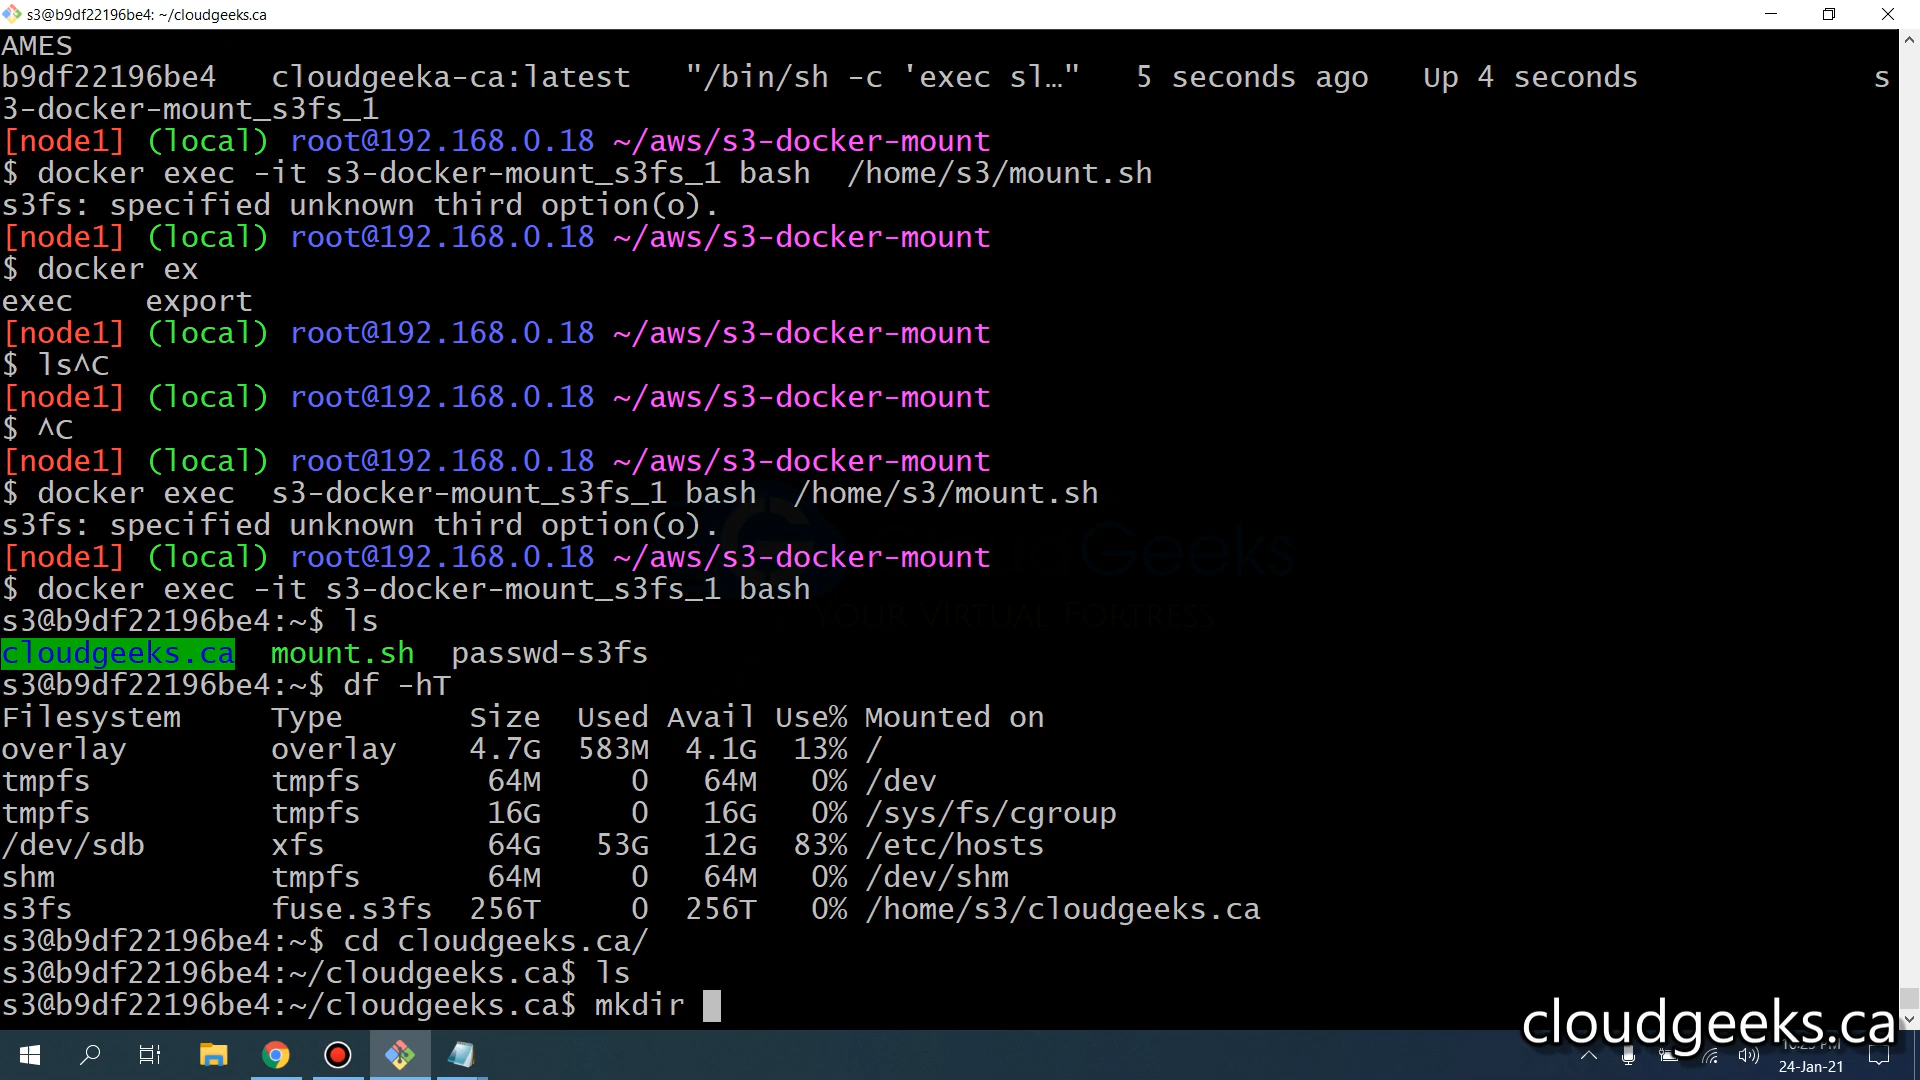 s3@b9df22196be4: ~/cloudgeeks.ca
AMES
b9df22196be4   cloudgeeka-ca:latest   "/bin/sh -c 'exec sl…"   5 seconds ago   Up 4 seconds             s
3-docker-mount_s3fs_1
[node1] (local) root@192.168.0.18 ~/aws/s3-docker-mount
$ docker exec -it s3-docker-mount_s3fs_1 bash  /home/s3/mount.sh
s3fs: specified unknown third option(o).
[node1] (local) root@192.168.0.18 ~/aws/s3-docker-mount
$ docker ex
exec    export
[node1] (local) root@192.168.0.18 ~/aws/s3-docker-mount
$ ls^C
[node1] (local) root@192.168.0.18 ~/aws/s3-docker-mount
$ ^C
[node1] (local) root@192.168.0.18 ~/aws/s3-docker-mount
$ docker exec  s3-docker-mount_s3fs_1 bash  /home/s3/mount.sh
s3fs: specified unknown third option(o).
[node1] (local) root@192.168.0.18 ~/aws/s3-docker-mount
$ docker exec -it s3-docker-mount_s3fs_1 bash
s3@b9df22196be4:~$ ls
cloudgeeks.ca  mount.sh  passwd-s3fs
s3@b9df22196be4:~$ df -hT
Filesystem     Type       Size  Used Avail Use% Mounted on
overlay        overlay    4.7G  583M  4.1G  13% /
tmpfs          tmpfs       64M     0   64M   0% /dev
tmpfs          tmpfs       16G     0   16G   0% /sys/fs/cgroup
/dev/sdb       xfs         64G   53G   12G  83% /etc/hosts
shm            tmpfs       64M     0   64M   0% /dev/shm
s3fs           fuse.s3fs  256T     0  256T   0% /home/s3/cloudgeeks.ca
s3@b9df22196be4:~$ cd cloudgeeks.ca/
s3@b9df22196be4:~/cloudgeeks.ca$ ls
s3@b9df22196be4:~/cloudgeeks.ca$ mkdir
Geeks
YOUR VIRTUAL FORTRESS
cloudgeeks.ca
24-Jan-21